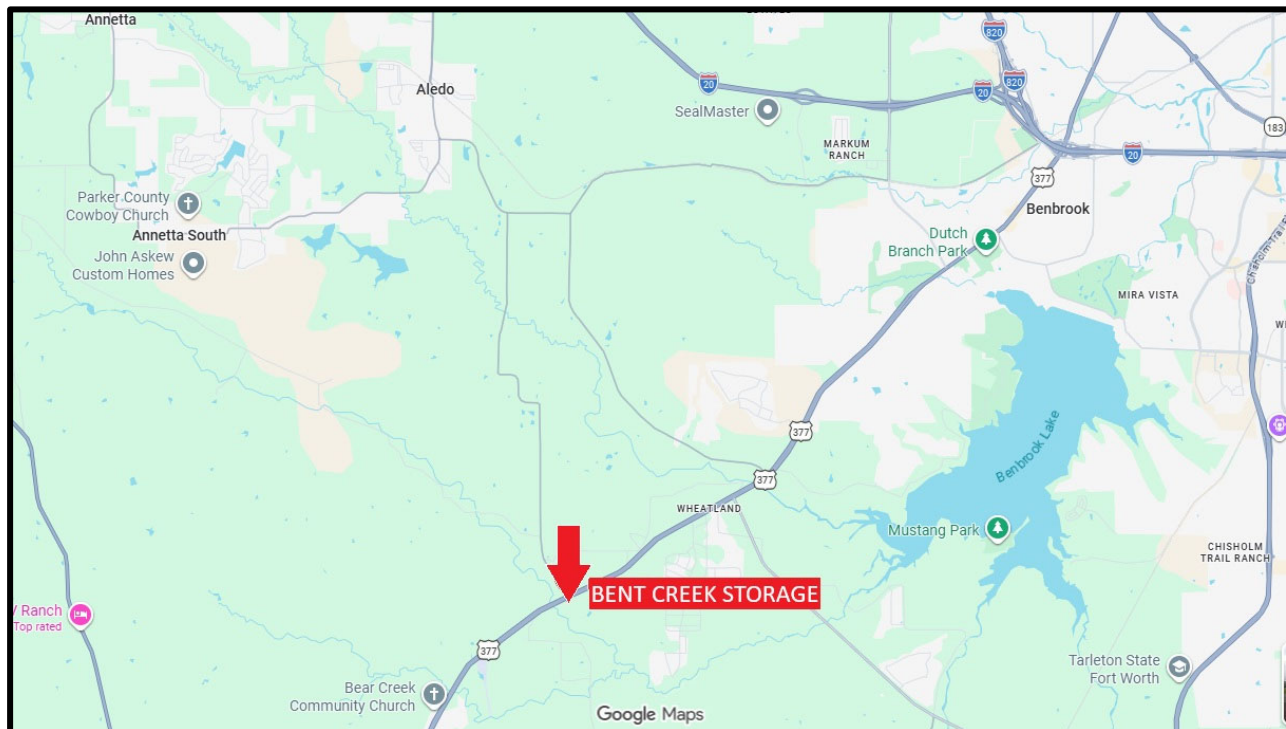 Annetta
820
820
20
20
20
183
Aledo
SealMaster
MARKUM
RANCH
377
Benbrook
Parker County
Cowboy Church
Annetta South
John Askew
Custom Homes
Dutch
Branch Park
Chisholm Trail
MIRA VISTA
377
Benbrook Lake
377
WHEATLAND
Mustang Park
CHISHOLM
TRAIL RANCH
BENT CREEK STORAGE
Ranch
Top rated
377
Tarleton State
Fort Worth
Bear Creek
Community Church
Google Maps